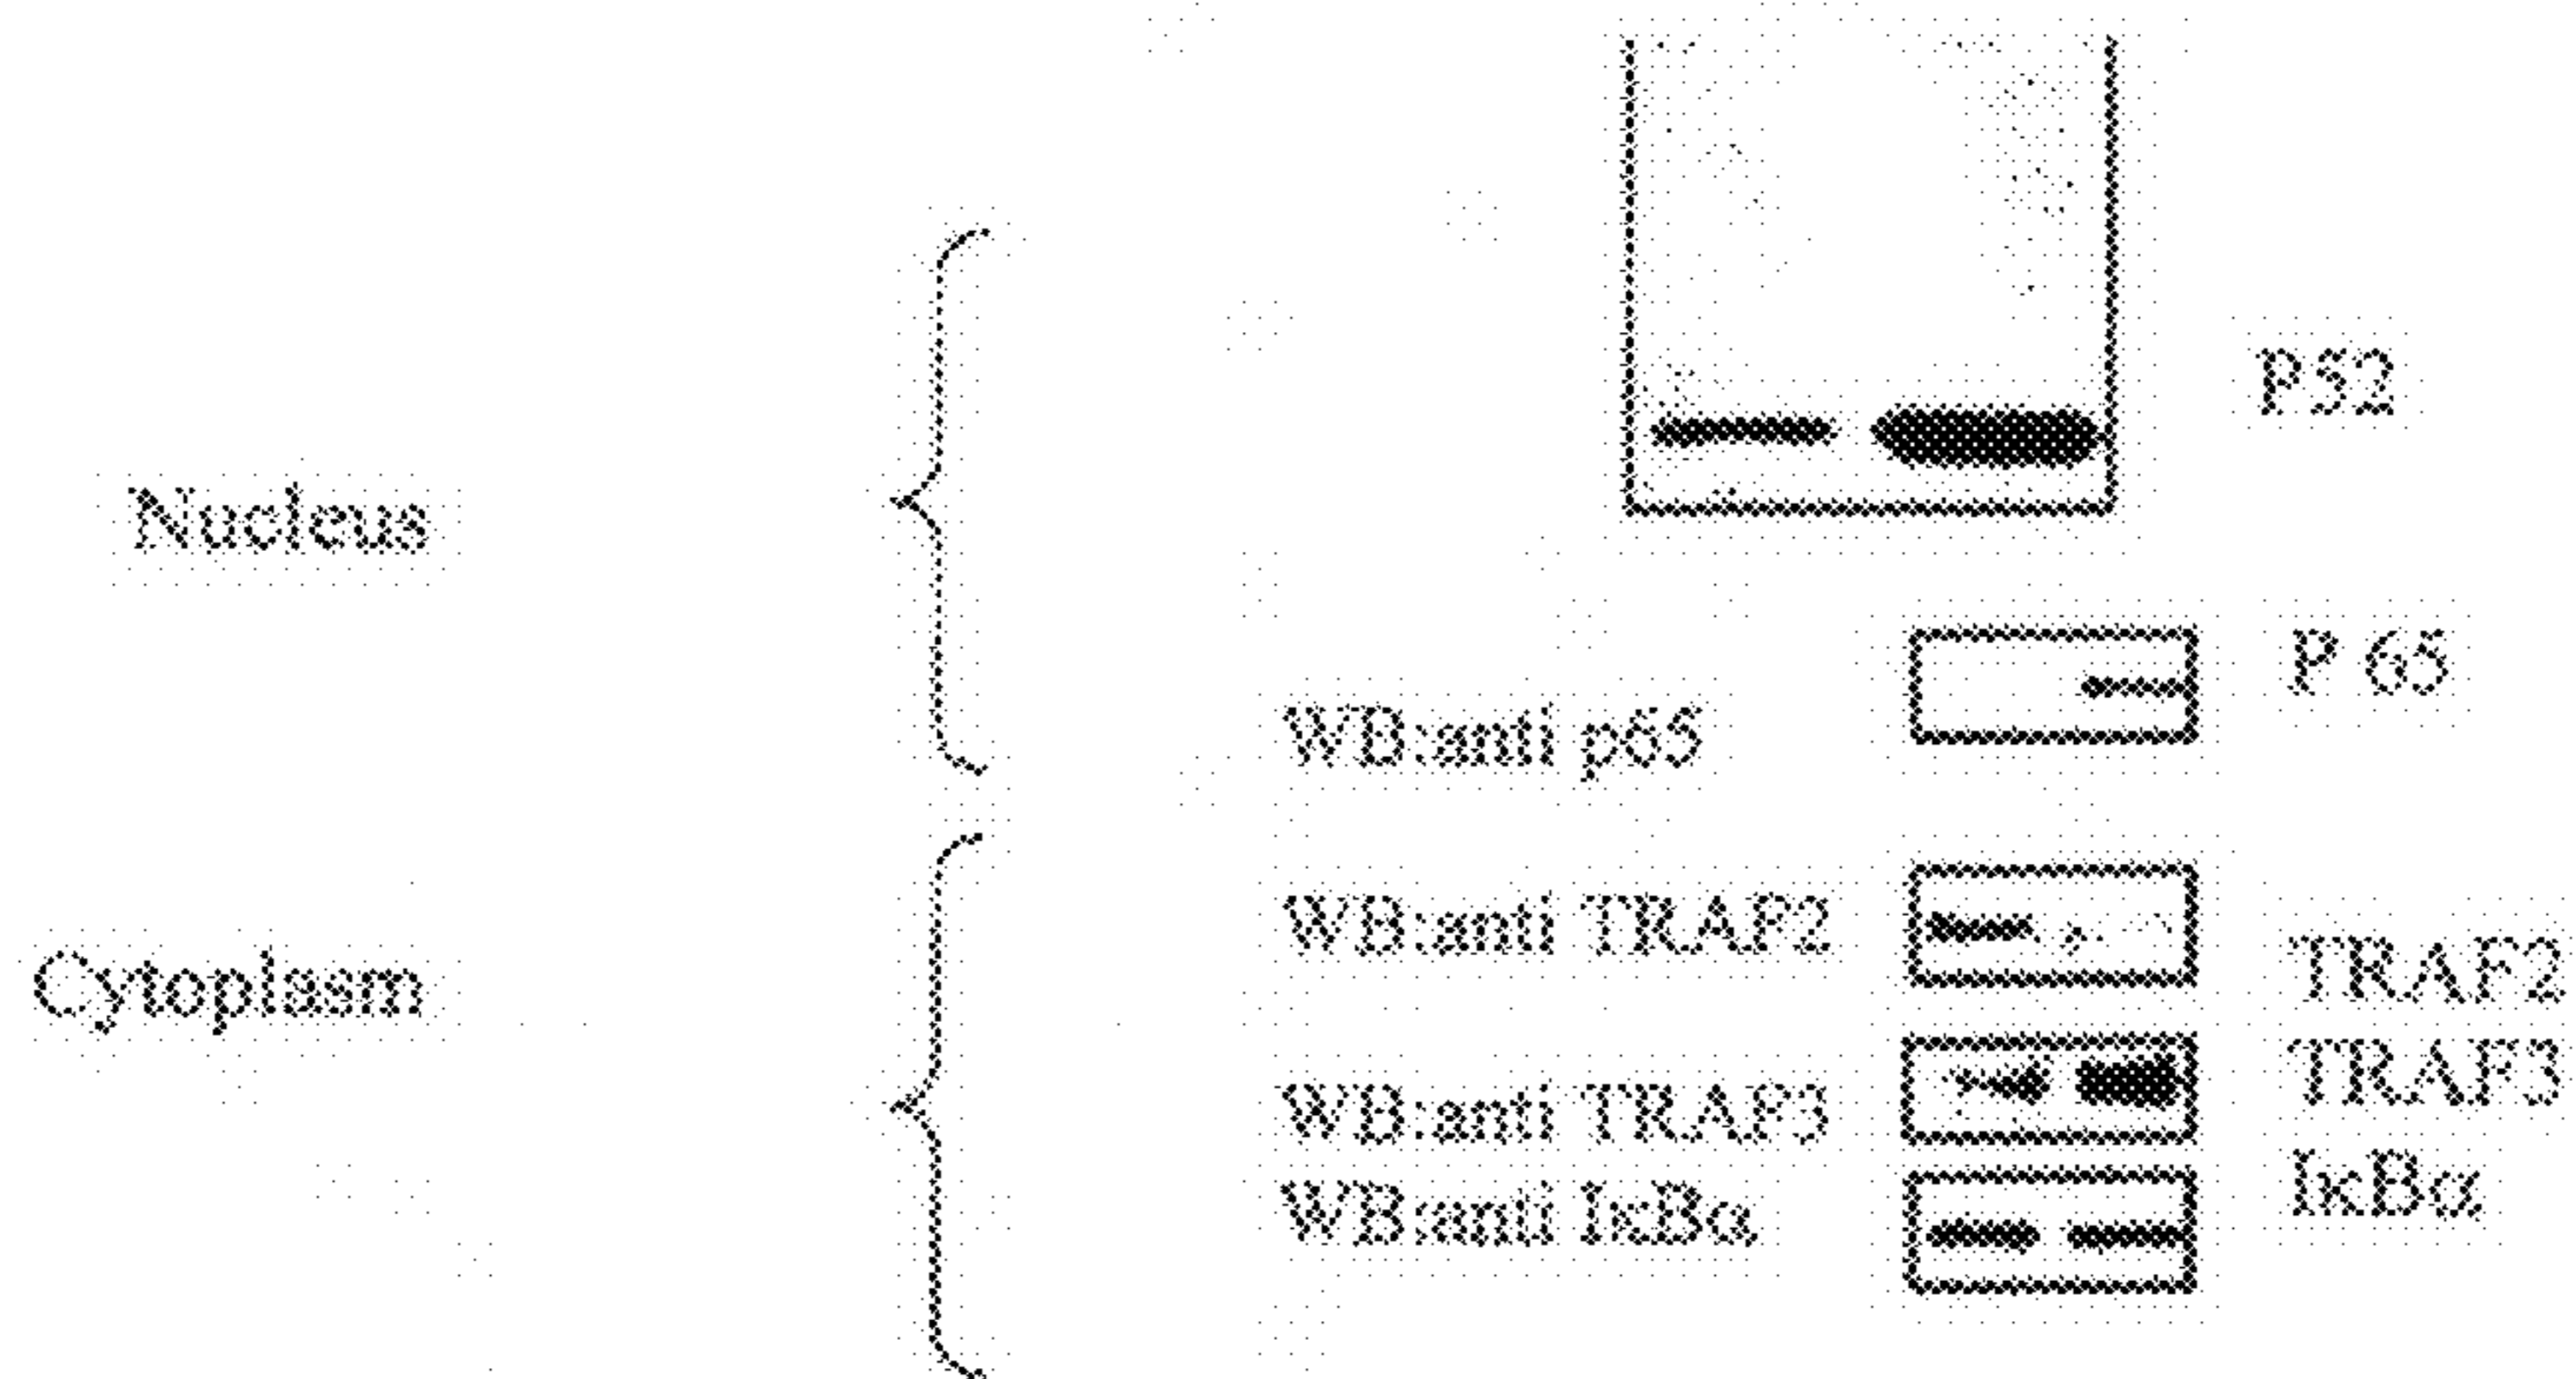 P52
Nucleus
P 65
WB:anti p65
WB:anti TRAF2
TRAF2
Cytoplasm
WB:anti TRAF3
TRAF3
WB:anti IκBα
IκBα